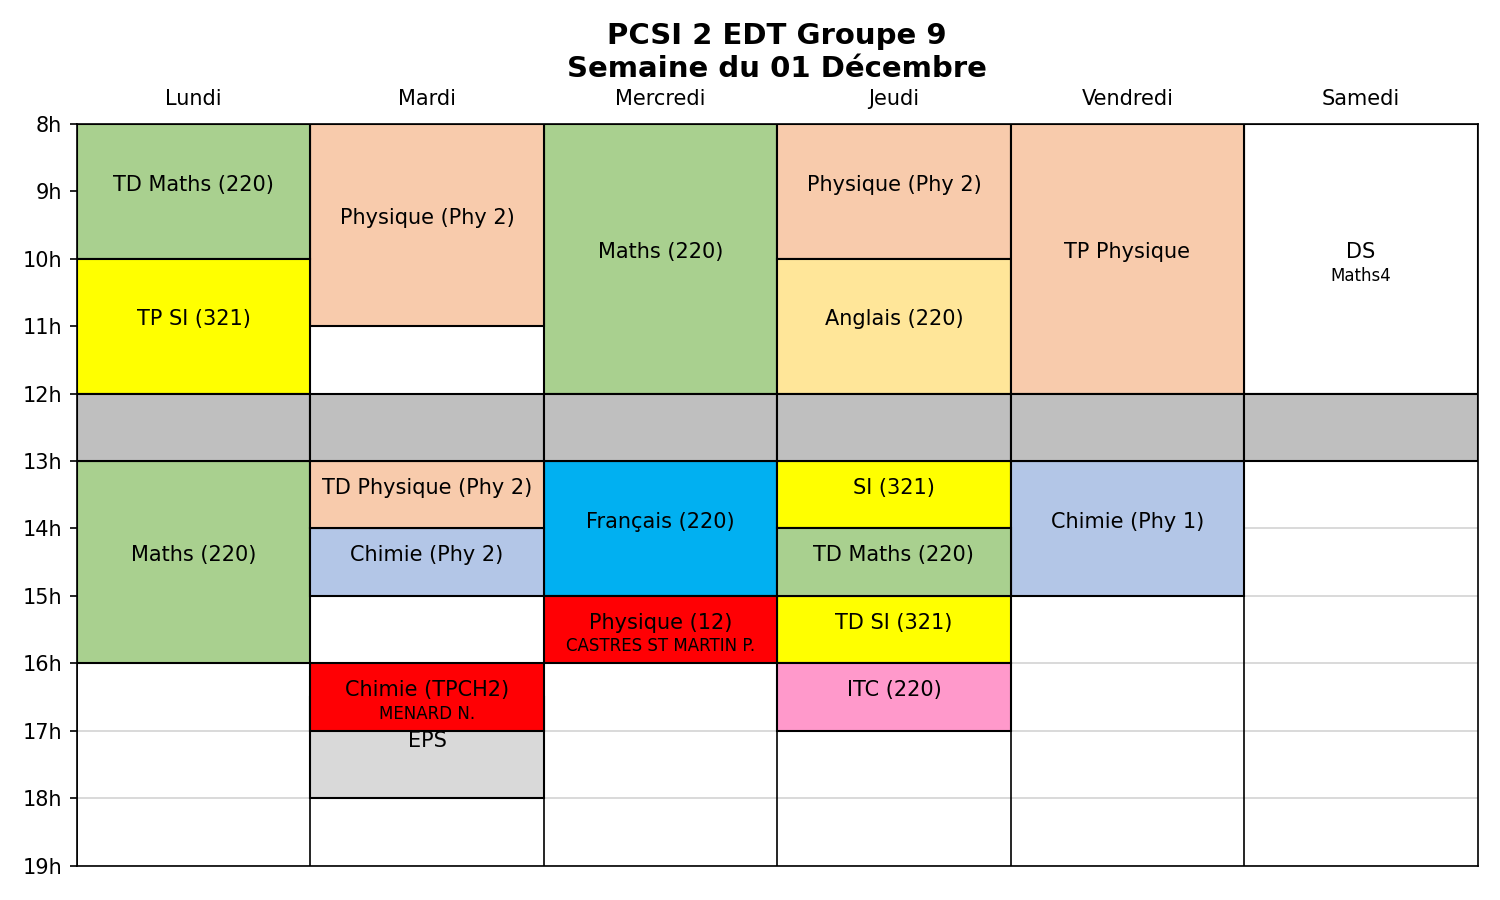 PCSI 2 EDT Groupe 9
Semaine du 01 Décembre
Lundi
Mardi
Mercredi
Jeudi
Vendredi
Samedi
8h
9h
10h
11h
12h
13h
14h
15h
16h
17h
18h
19h
TD Maths (220)
TP SI (321)
Maths (220)
Physique (Phy 2)
TD Physique (Phy 2)
Chimie (Phy 2)
Chimie (TPCH2)
MENARD N.
EPS
Maths (220)
Français (220)
Physique (12)
CASTRES ST MARTIN P.
Physique (Phy 2)
Anglais (220)
SI (321)
TD Maths (220)
TD SI (321)
ITC (220)
TP Physique
Chimie (Phy 1)
DS
Maths4